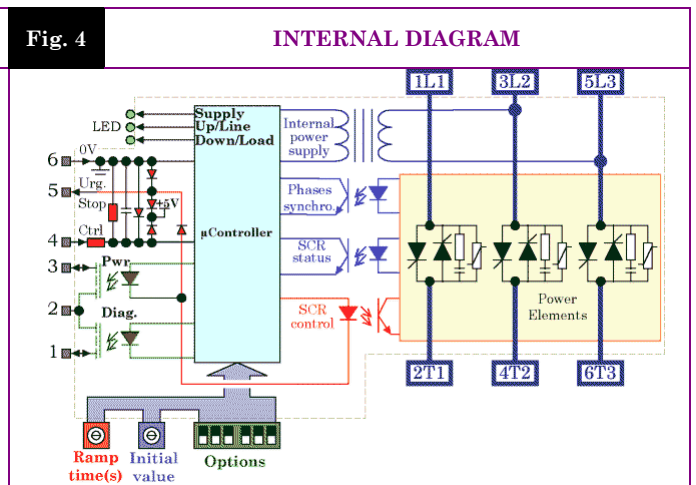 Fig. 4
INTERNAL DIAGRAM
1L1
3L2
5L3
Supply
LED
Up/Line
Down/Load
Internal
power
supply
6
0V
5
Urg.
Stop
+5V
Phases
synchro.
4
Ctrl
µController
SCR
status
3
Pwr
2
Diag.
SCR
control
Power
Elements
1
2T1
4T2
6T3
Ramp
time(s)
Initial
value
Options